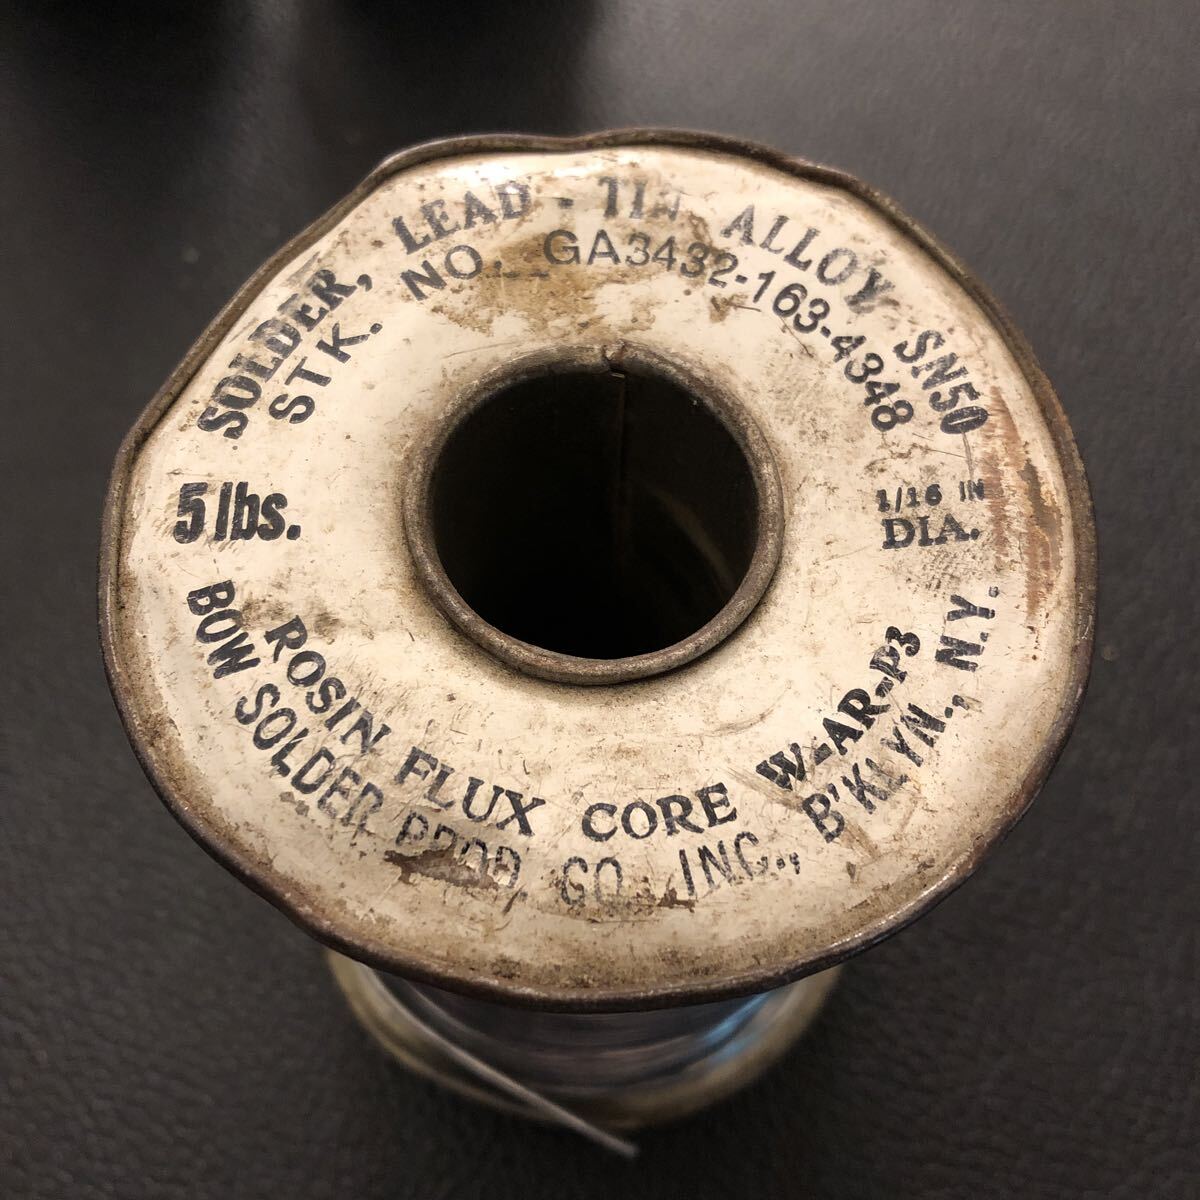 SOLDER, LEAD - TIN ALLOY SN50
STK. NO. GA3432-163-4348
5 lbs.
1/16 IN
DIA.
ROSIN FLUX CORE W-AR-P3
BOW SOLDER PROD. CO. INC., B'KLYN., N.Y.